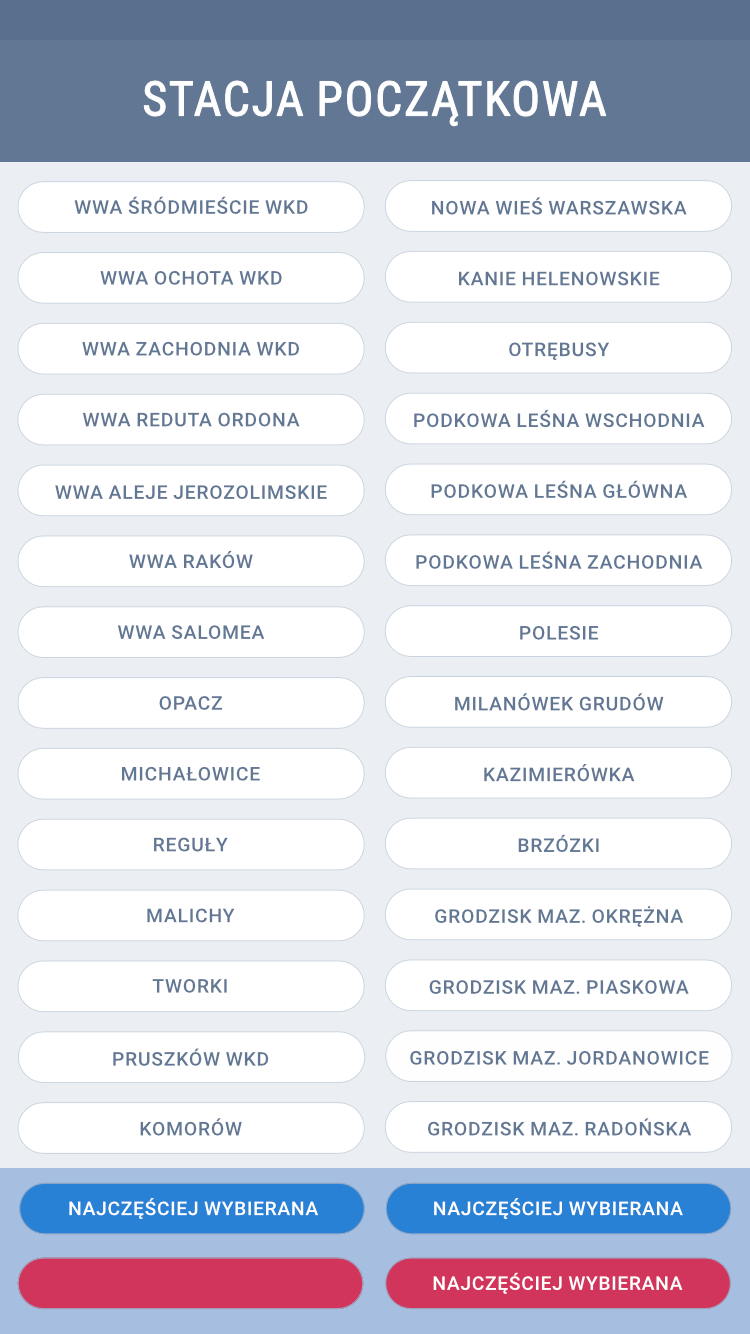 STACJA POCZĄTKOWA
WWA ŚRÓDMIEŚCIE WKD
NOWA WIEŚ WARSZAWSKA
WWA OCHOTA WKD
KANIE HELENOWSKIE
WWA ZACHODNIA WKD
OTRĘBUSY
WWA REDUTA ORDONA
PODKOWA LEŚNA WSCHODNIA
WWA ALEJE JEROZOLIMSKIE
PODKOWA LEŚNA GŁÓWNA
WWA RAKÓW
PODKOWA LEŚNA ZACHODNIA
WWA SALOMEA
POLESIE
OPACZ
MILANÓWEK GRUDÓW
MICHAŁOWICE
KAZIMIERÓWKA
REGUŁY
BRZÓZKI
MALICHY
GRODZISK MAZ. OKRĘŻNA
TWORKI
GRODZISK MAZ. PIASKOWA
PRUSZKÓW WKD
GRODZISK MAZ. JORDANOWICE
KOMORÓW
GRODZISK MAZ. RADOŃSKA
NAJCZĘŚCIEJ WYBIERANA
NAJCZĘŚCIEJ WYBIERANA
NAJCZĘŚCIEJ WYBIERANA